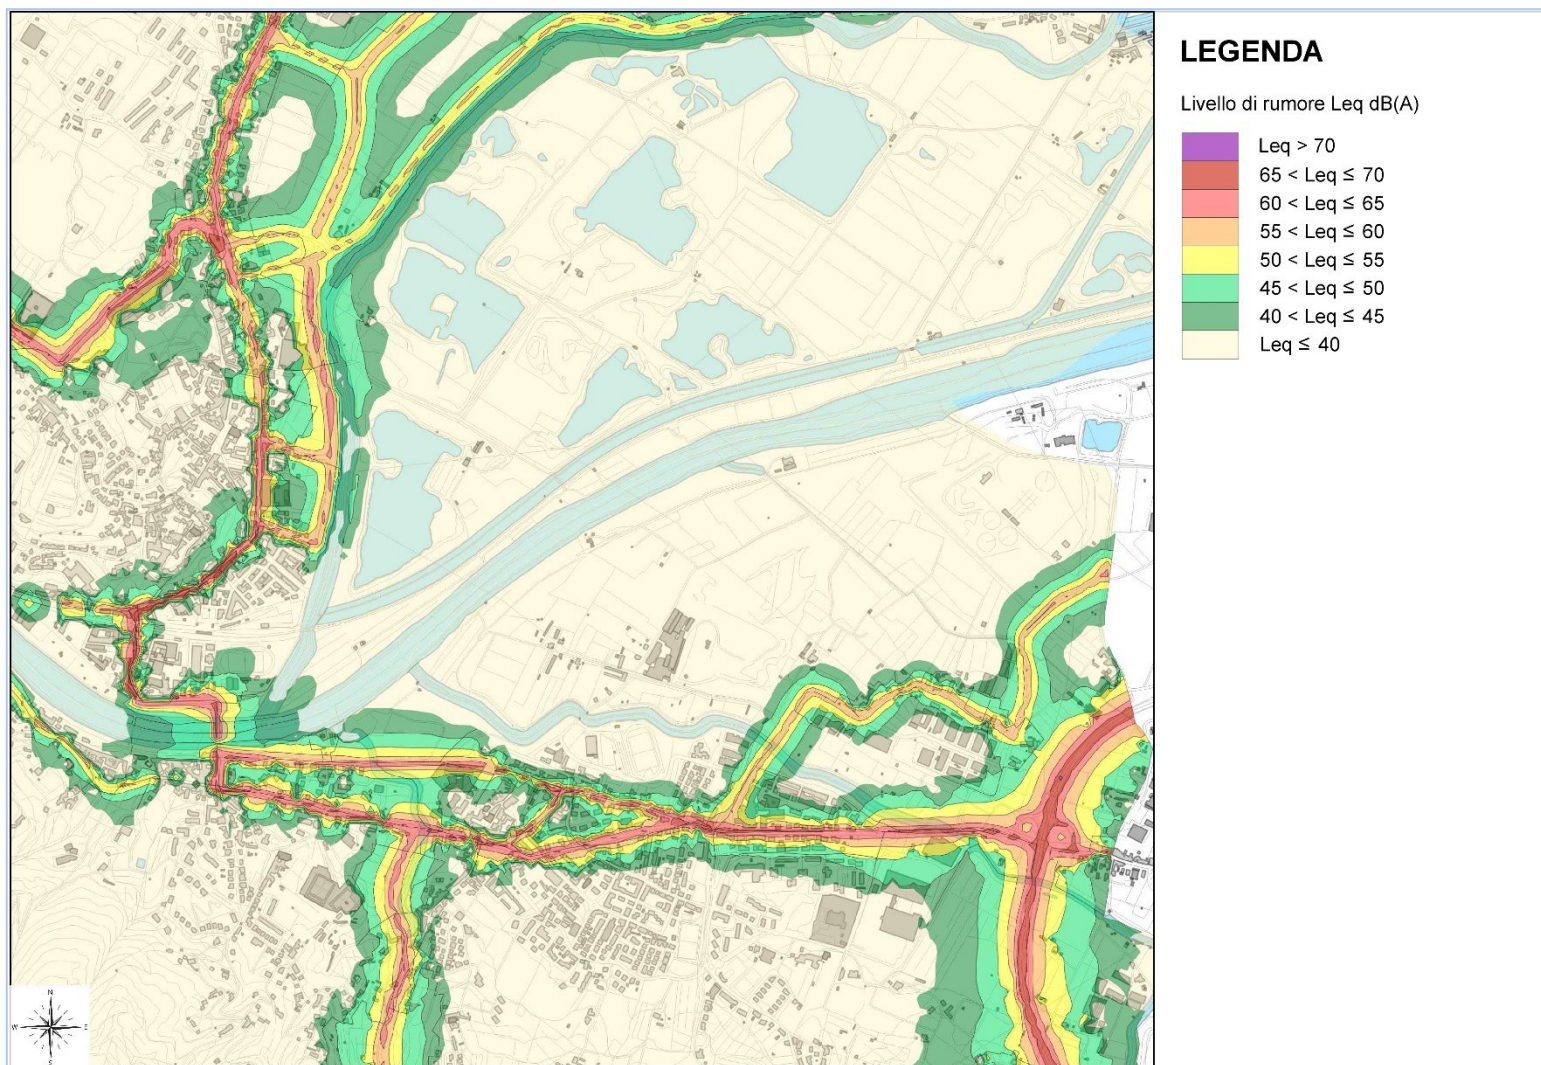 LEGENDA
Livello di rumore Leq dB(A)
Leq > 70
65 < Leq ≤ 70
60 < Leq ≤ 65
55 < Leq ≤ 60
50 < Leq ≤ 55
45 < Leq ≤ 50
40 < Leq ≤ 45
Leq ≤ 40
N
W E
S